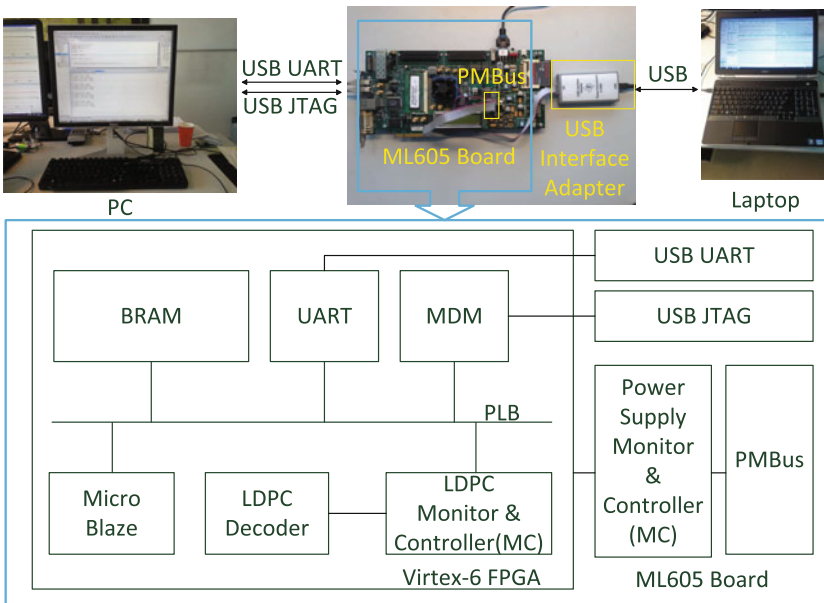 USB UART
USB JTAG
PMBus
ML605 Board
USB
Interface
Adapter
USB
PC
Laptop
BRAM
UART
MDM
USB UART
USB JTAG
PLB
Micro
Blaze
LDPC
Decoder
LDPC
Monitor &
Controller(MC)
Power
Supply
Monitor
&
Controller
(MC)
PMBus
Virtex-6 FPGA
ML605 Board